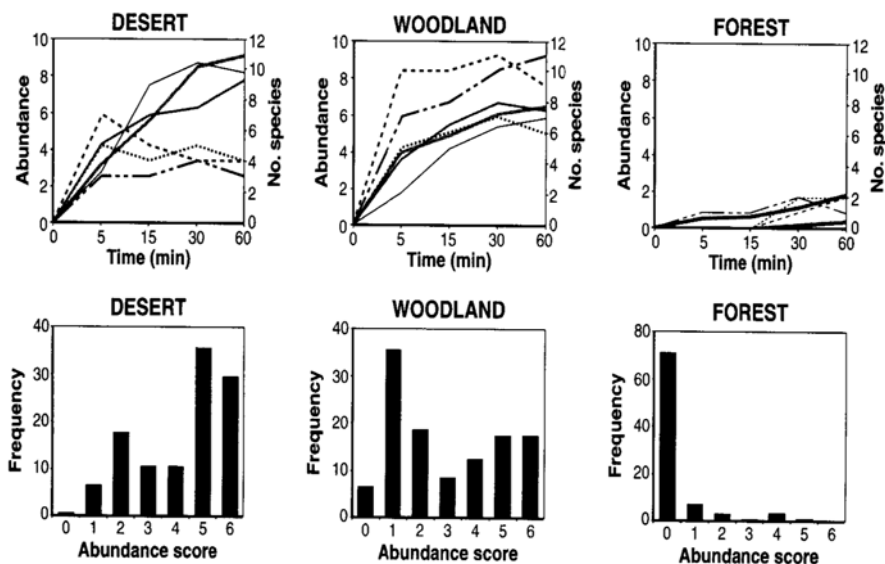 DESERT
Abundance
10
8
6
4
2
0
12
10
8
6
4
2
0
No. species
0 5 15 30 60
Time (min)
WOODLAND
Abundance
10
8
6
4
2
0
12
10
8
6
4
2
0
No. species
0 5 15 30 60
Time (min)
FOREST
Abundance
10
8
6
4
2
0
12
10
8
6
4
2
0
No. species
0 5 15 30 60
Time (min)
DESERT
Frequency
40
30
20
10
0
0 1 2 3 4 5 6
Abundance score
WOODLAND
Frequency
40
30
20
10
0
0 1 2 3 4 5 6
Abundance score
FOREST
Frequency
80
60
40
20
0
0 1 2 3 4 5 6
Abundance score